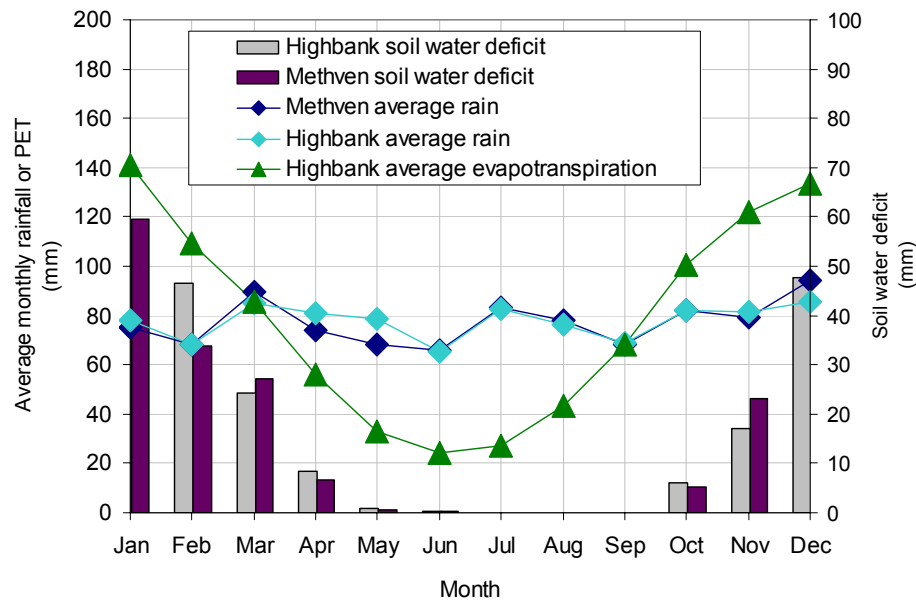 Highbank soil water deficit
Methven soil water deficit
Methven average rain
Highbank average rain
Highbank average evapotranspiration
Average monthly rainfall or PET
(mm)
200
180
160
140
120
100
80
60
40
20
0
100
90
80
70
60
50
40
30
20
10
0
Soil water deficit
(mm)
Jan Feb Mar Apr May Jun Jul Aug Sep Oct Nov Dec
Month